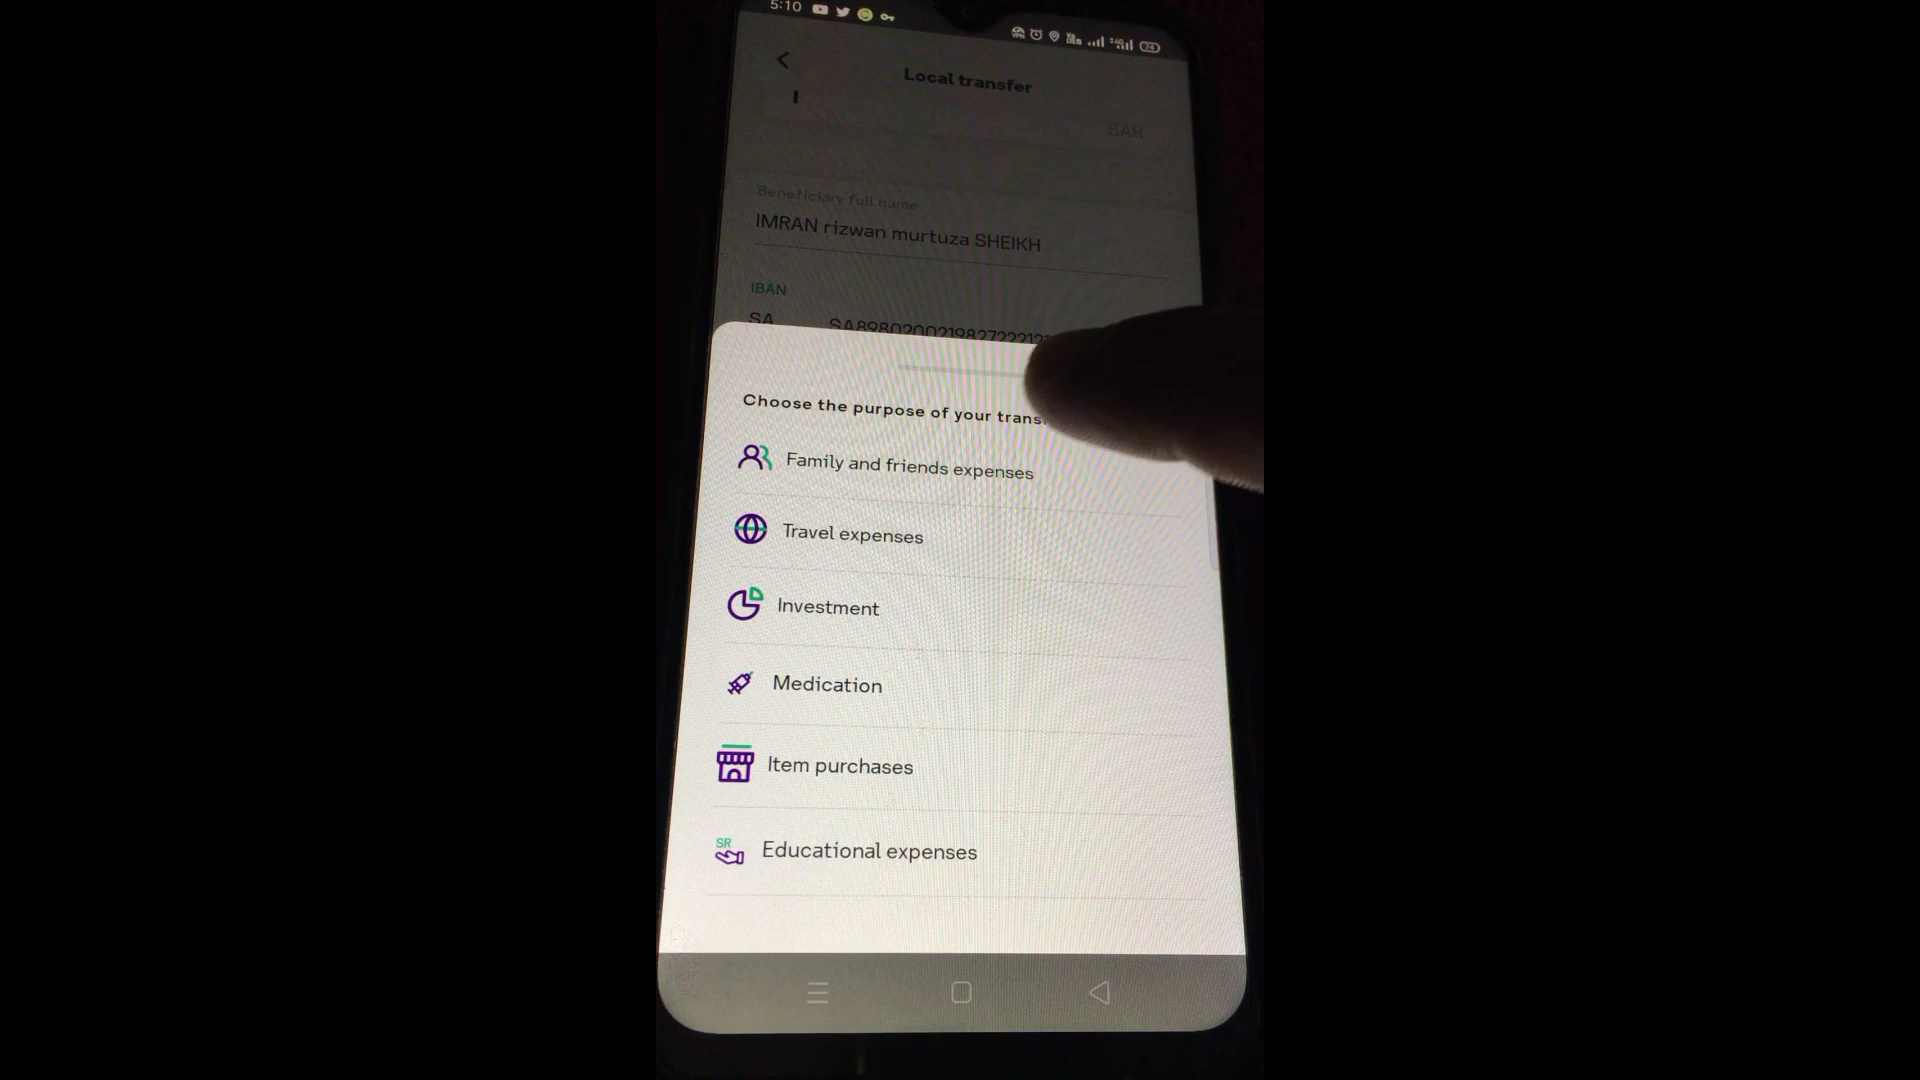 5:10
24
Local transfer
SAR
Beneficiary full name
IMRAN rizwan murtuza SHEIKH
IBAN
SA
Choose the purpose of your
Family and friends expenses
Travel expenses
Investment
Medication
Item purchases
SR
Educational expenses